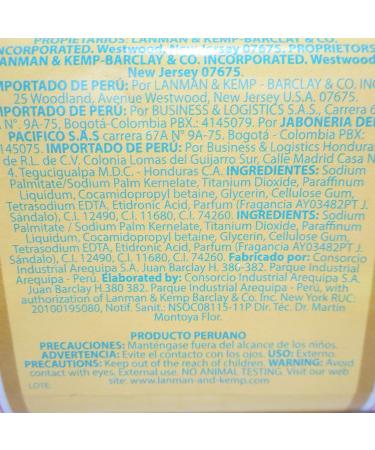 PROPIETARIOS: LANMAN & KEMP-BARCLAY & CO.
INCORPORATED. Westwood, New Jersey 07675. PROPRIETORS
LANMAN & KEMP-BARCLAY & CO. INCORPORATED. Westwood
New Jersey 07675.
IMPORTADO DE PERÚ: Por LANMAN & KEMP - BARCLAY & CO. INC.
25 Woodland, Avenue Westwood, New Jersey U.S.A. 07675.
IMPORTADO DE PERÚ: Por BUSINESS & LOGISTICS S.A.S., Carrera
N° 9A-75, Bogotá-Colombia PBX: 4145079. Por JABONERIA DEL
PACIFICO S.A.S carrera 67A N° 9A-75. Bogotá - Colombia PBX:
4145075. IMPORTADO DE PERÚ: Por Business & Logistics Honduras
de R.L. de C.V. Colonia Lomas del Guijarro Sur, Calle Madrid Casa N°
4, Tegucigualpa M.D.C. - Honduras C.A. INGREDIENTES: Sodium
Palmitate/Sodium Palm Kernelate, Titanium Dioxide, Paraffinum
Liquidum, Cocamidopropyl betaine, Glycerin, Cellulose Gum,
Tetrasodium EDTA, Etidronic Acid, Parfum (Fragancia AY03482PT J.
Sándalo), C.I. 12490, C.I. 11680, C.I. 74260. INGREDIENTS: Sodium
Palmitate / Sodium Palm Kernelate, Titanium Dioxide, Paraffinum
Liquidum, Cocamidopropyl betaine, Glycerin, Cellulose Gum,
Tetrasodium EDTA, Etidronic Acid, Parfum (Fragancia AY03482PT J.
Sándalo), C.I. 12490, C.I. 11680, C.I. 74260. Fabricado por: Consorcio
Industrial Arequipa S.A. Juan Barclay H. 380-382. Parque Industrial
Arequipa - Perú. Elaborated by: Consorcio Industrial Arequipa S.A.
Juan Barclay H 380 382. Parque Industrial Arequipa - Perú, with
authorization of Lanman & Kemp Barclay & Co. Inc. New York RUC:
20100195080, Notif. Sanit.: NSOC08115-11P Dir. Téc. Dr. Martin
Montoya Flor.
PRODUCTO PERUANO
PRECAUCIONES: Manténgase fuera del alcance de los niños.
ADVERTENCIA: Evite el contacto con los ojos. USO: Externo.
PRECAUTIONS: Keep out of the reach of children. WARNING: Avoid
contact with eyes. External use. NO ANIMAL TESTING. Visit our web
site www.lanman-and-kemp.com
LOTE: